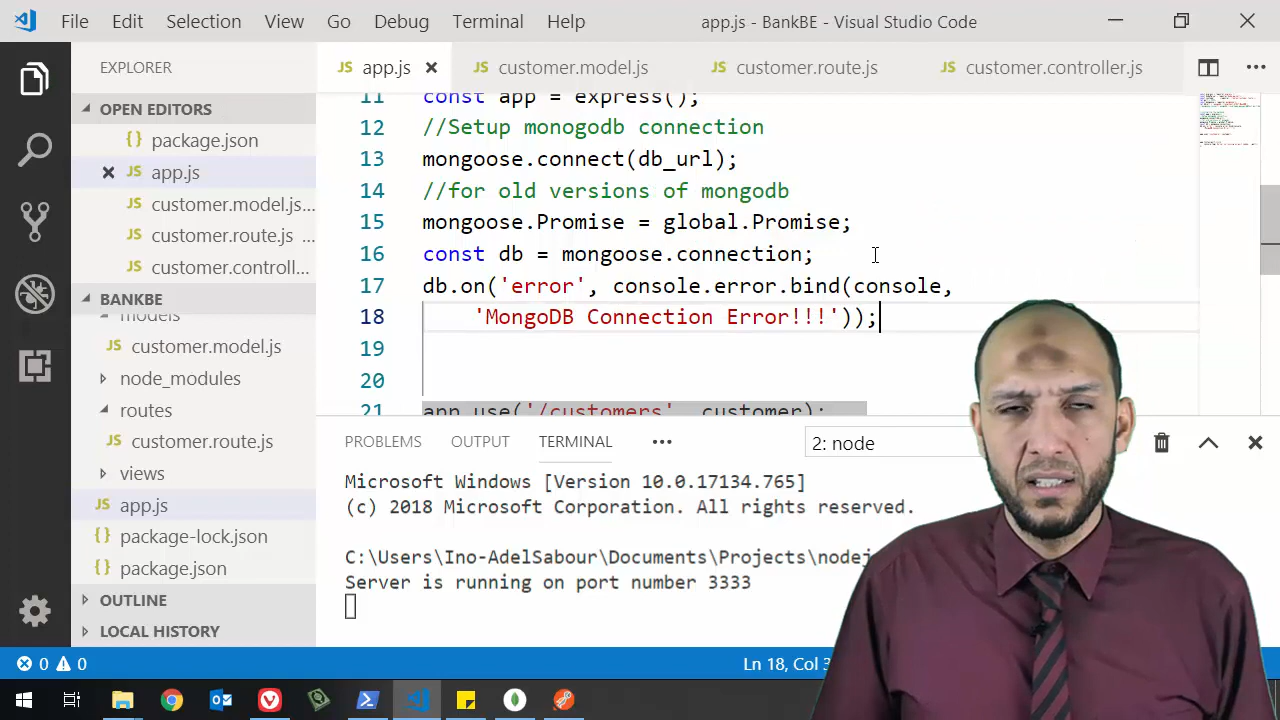 File Edit Selection View Go Debug Terminal Help app.js - BankBE - Visual Studio Code
EXPLORER
OPEN EDITORS
{} package.json
JS app.js
JS customer.model.js...
JS customer.route.js ...
JS customer.controll...
BANKBE
models
JS customer.model.js
node_modules
routes
JS customer.route.js
views
JS app.js
{} package-lock.json
{} package.json
OUTLINE
LOCAL HISTORY
JS app.js JS customer.model.js JS customer.route.js JS customer.controller.js
11 const app = express();
12 //Setup monogodb connection
13 mongoose.connect(db_url);
14 //for old versions of mongodb
15 mongoose.Promise = global.Promise;
16 const db = mongoose.connection;
17 db.on('error', console.error.bind(console,
18 'MongoDB Connection Error!!!'));
19
20
21 app.use('/customers', customer);
PROBLEMS OUTPUT TERMINAL 2: node
Microsoft Windows [Version 10.0.17134.765]
(c) 2018 Microsoft Corporation. All rights reserved.
C:\Users\Ino-AdelSabour\Documents\Projects\nodej
Server is running on port number 3333
0 0 Ln 18, Col 3